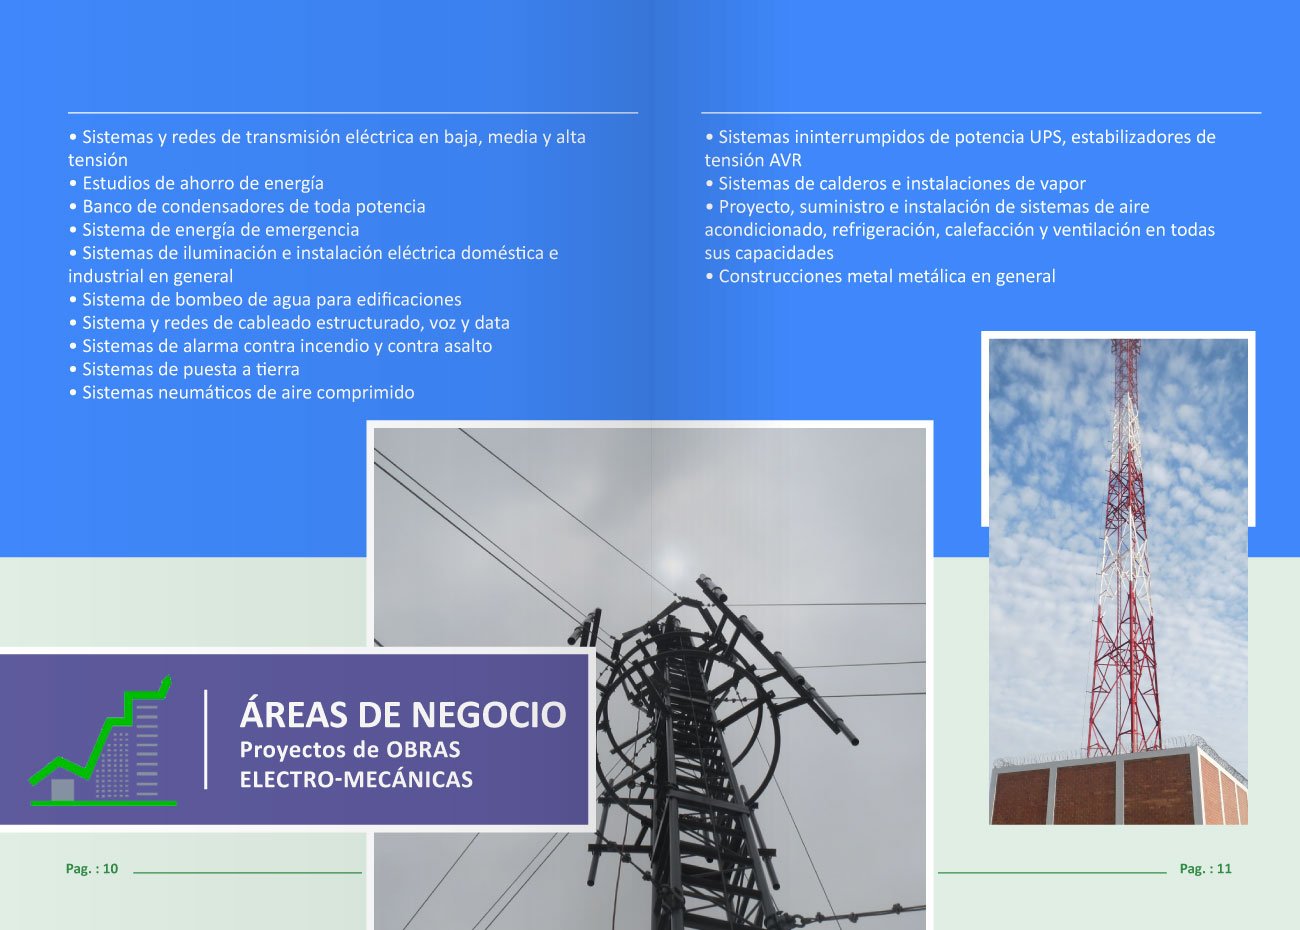 • Sistemas y redes de transmisión eléctrica en baja, media y alta
tensión
• Estudios de ahorro de energía
• Banco de condensadores de toda potencia
• Sistema de energía de emergencia
• Sistemas de iluminación e instalación eléctrica doméstica e
industrial en general
• Sistema de bombeo de agua para edificaciones
• Sistema y redes de cableado estructurado, voz y data
• Sistemas de alarma contra incendio y contra asalto
• Sistemas de puesta a tierra
• Sistemas neumáticos de aire comprimido
• Sistemas ininterrumpidos de potencia UPS, estabilizadores de
tensión AVR
• Sistemas de calderos e instalaciones de vapor
• Proyecto, suministro e instalación de sistemas de aire
acondicionado, refrigeración, calefacción y ventilación en todas
sus capacidades
• Construcciones metal metálica en general
ÁREAS DE NEGOCIO
Proyectos de OBRAS
ELECTRO-MECÁNICAS
Pag. : 10
Pag. : 11